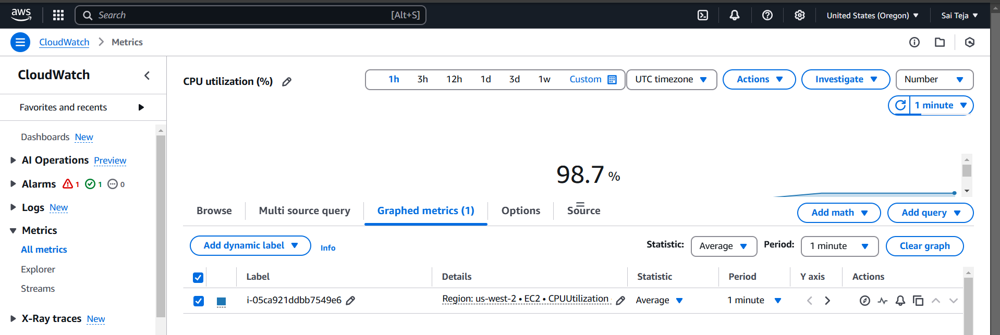 aws
Search [Alt+S]
United States (Oregon)
Sai Teja
CloudWatch
Metrics
CloudWatch
Favorites and recents
Dashboards New
AI Operations Preview
Alarms 1 1 0
Logs New
Metrics
All metrics
Explorer
Streams
X-Ray traces New
CPU utilization (%)
1h 3h 12h 1d 3d 1w Custom
UTC timezone
Actions
Investigate
Number
1 minute
98.7 %
Browse Multi source query Graphed metrics (1) Options Source
Add math Add query
Add dynamic label Info
Statistic: Average Period: 1 minute Clear graph
Label Details Statistic Period Y axis Actions
i-05ca921ddbb7549e6 Region: us-west-2 • EC2 • CPUUtilization Average 1 minute